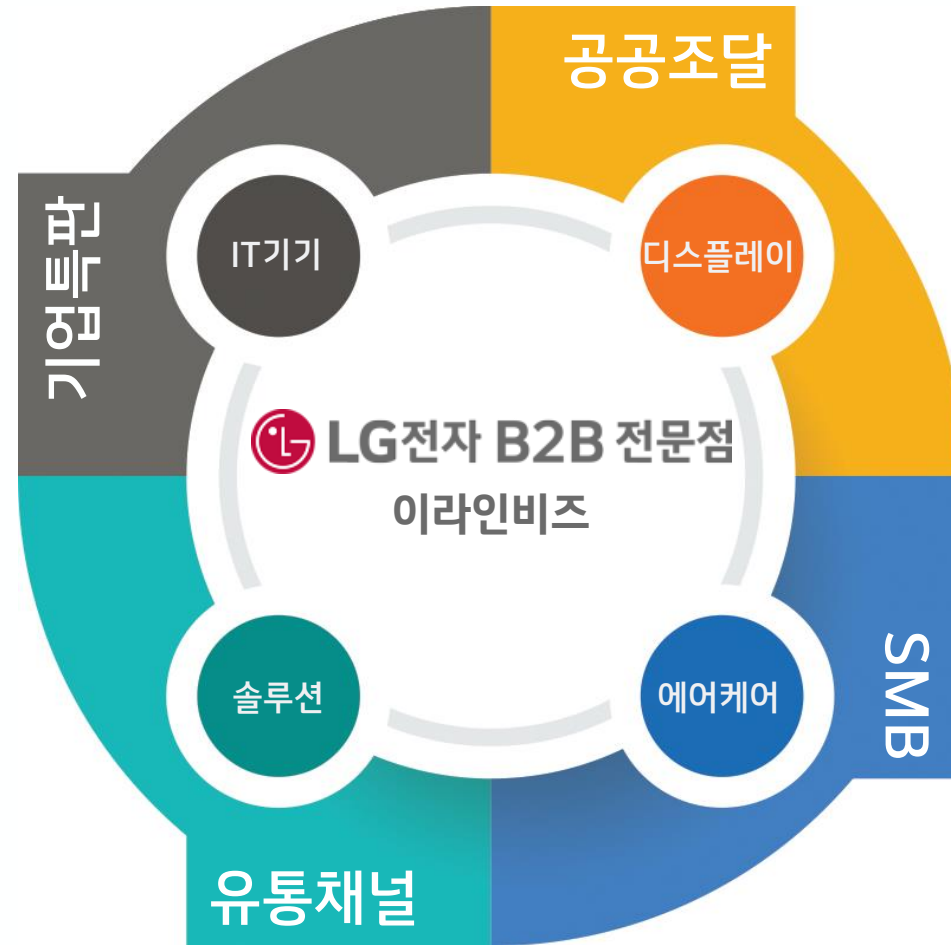 공공조달
기업특판
IT기기
디스플레이
LG전자 B2B 전문점
이라인비즈
솔루션
에어케어
SMB
유통채널